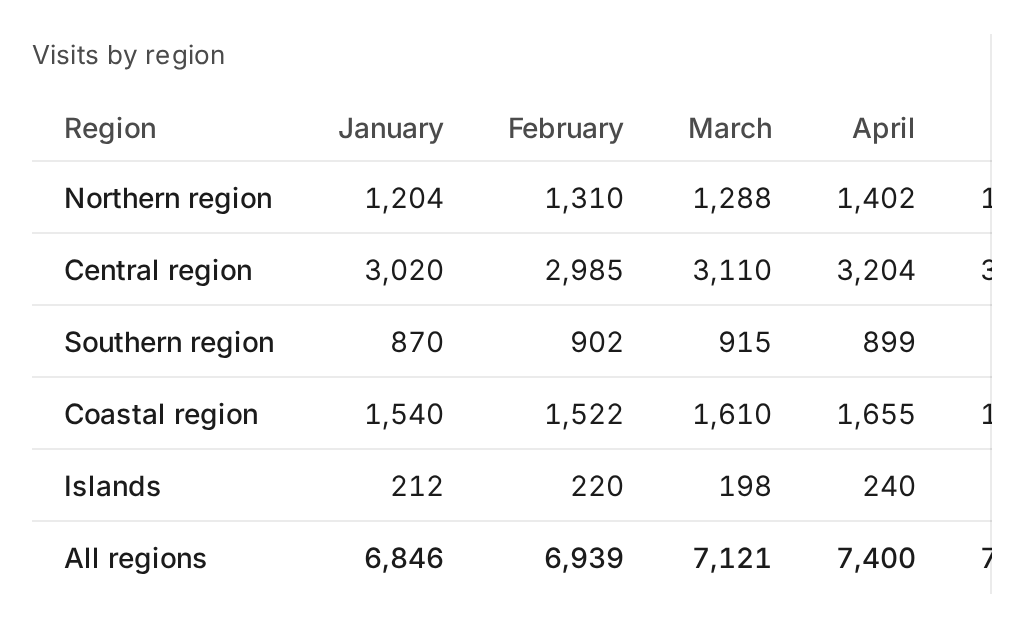 Visits by region
Region January February March April
Northern region 1,204 1,310 1,288 1,402
Central region 3,020 2,985 3,110 3,204
Southern region 870 902 915 899
Coastal region 1,540 1,522 1,610 1,655
Islands 212 220 198 240
All regions 6,846 6,939 7,121 7,400